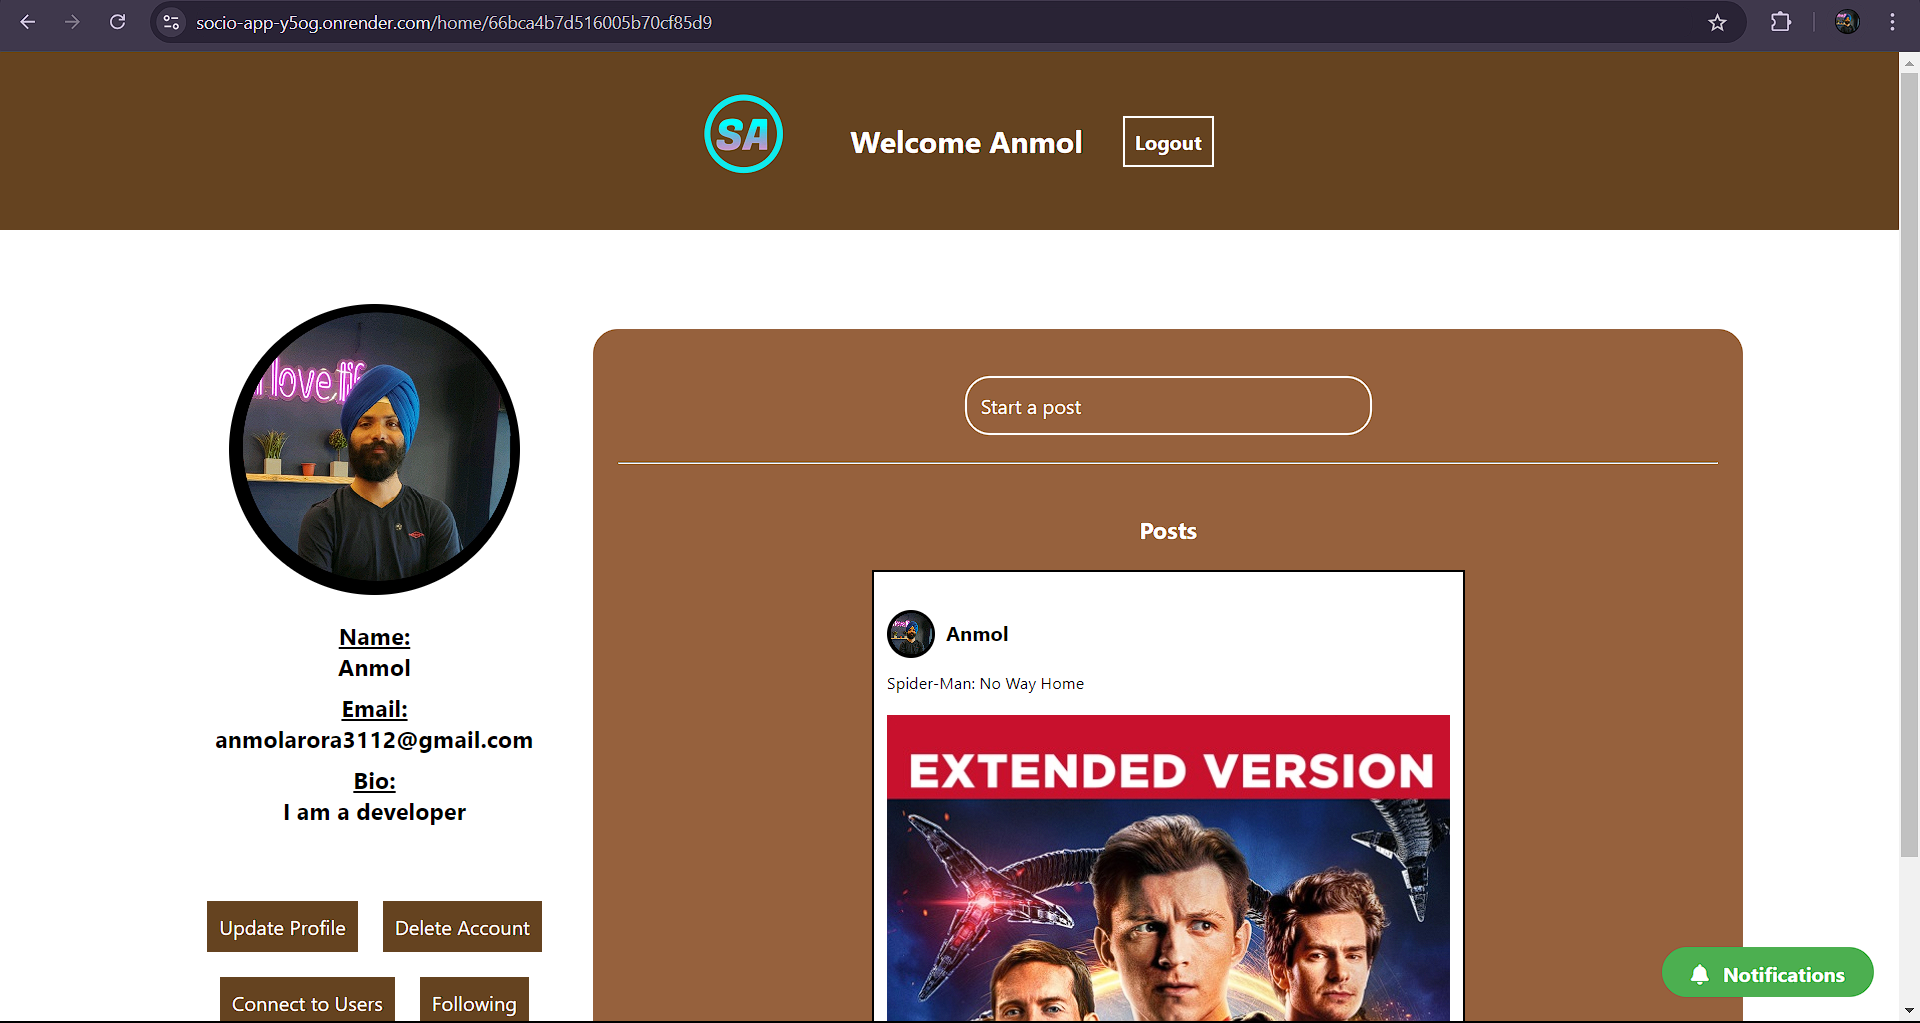 socio-app-y5og.onrender.com/home/66bca4b7d516005b70cf85d9
SA
Welcome Anmol
Logout
Name:
Anmol
Email:
anmolarora3112@gmail.com
Bio:
I am a developer
Update Profile
Delete Account
Connect to Users
Following
Start a post
Posts
Anmol
Spider-Man: No Way Home
EXTENDED VERSION
Notifications